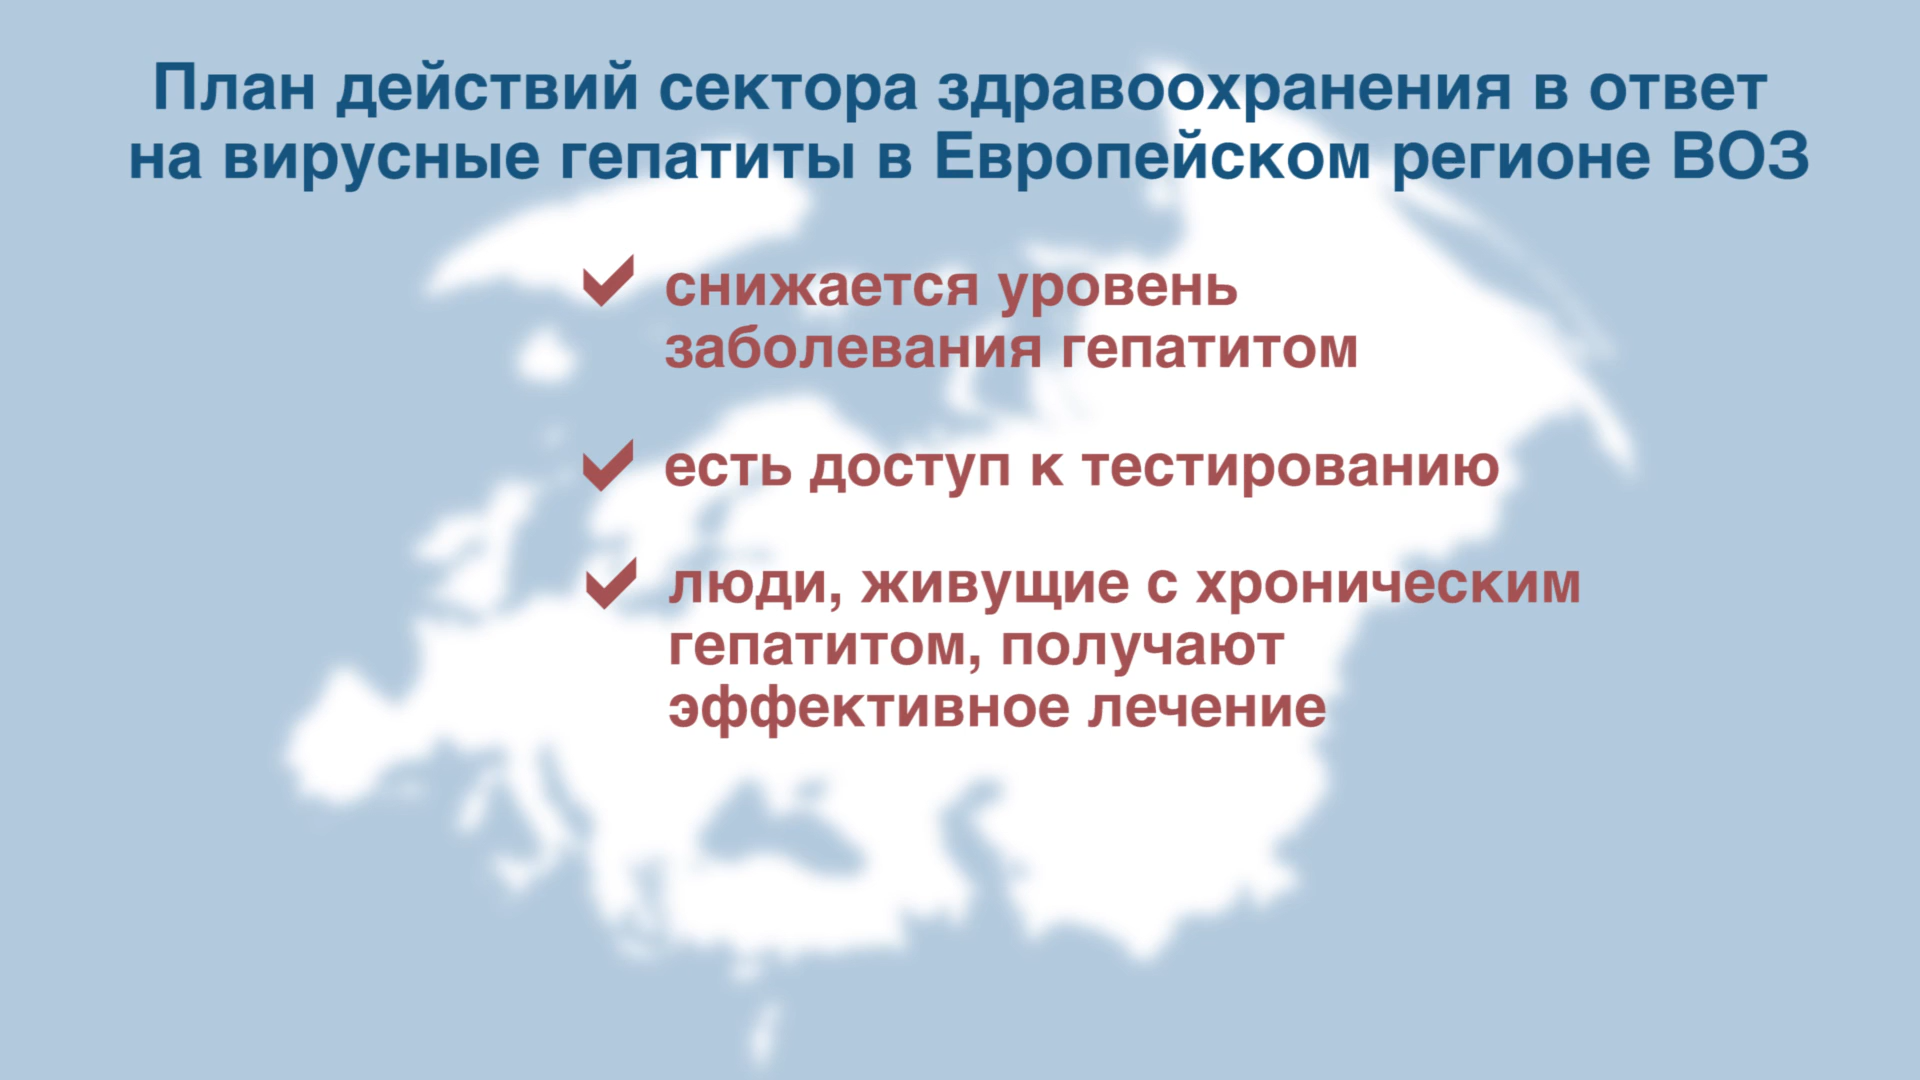 План действий сектора здравоохранения в ответ
на вирусные гепатиты в Европейском регионе ВОЗ
снижается уровень
заболевания гепатитом
есть доступ к тестированию
люди, живущие с хроническим
гепатитом, получают
эффективное лечение